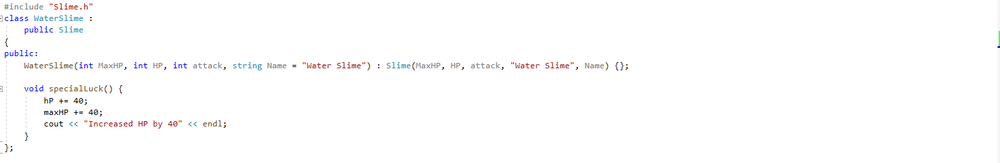 #include "Slime.h"
class WaterSlime :
    public Slime
{
public:
    WaterSlime(int MaxHP, int HP, int attack, string Name = "Water Slime") : Slime(MaxHP, HP, attack, "Water Slime", Name) {};

    void specialLuck() {
        hP += 40;
        maxHP += 40;
        cout << "Increased HP by 40" << endl;
    }
};